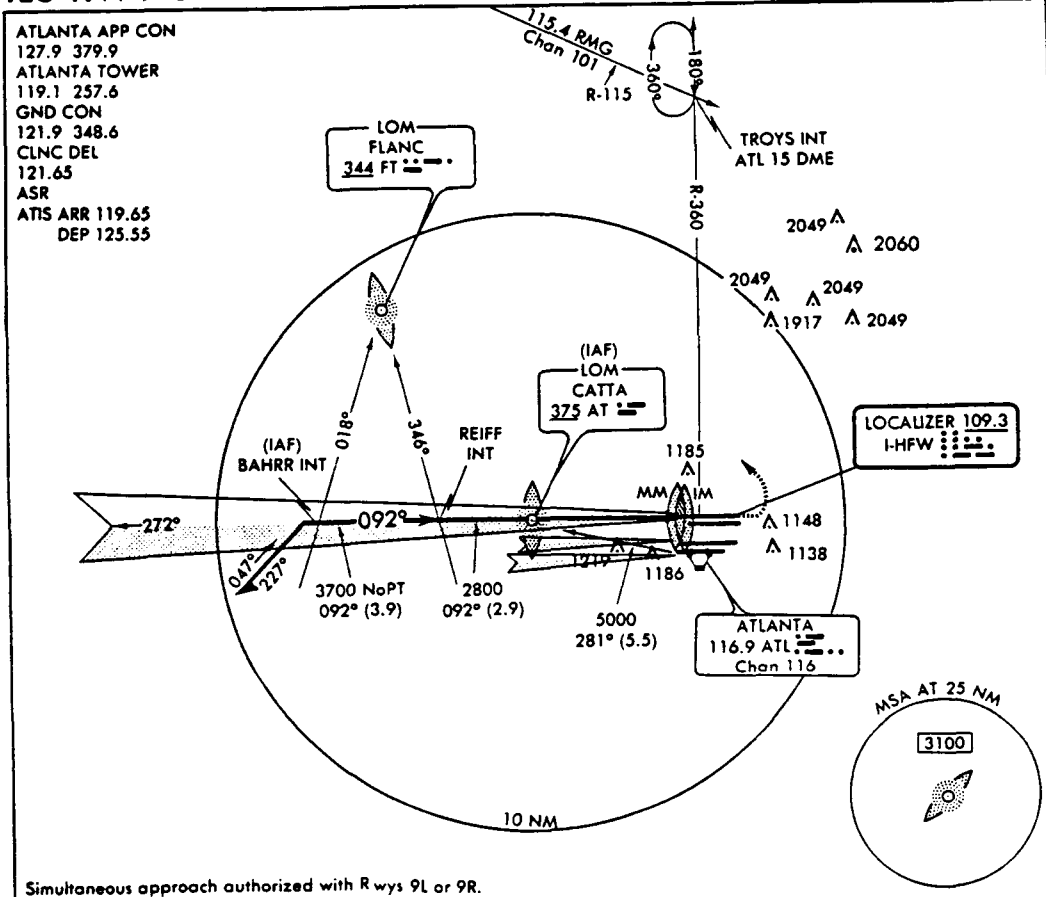 ATLANTA APP CON
127.9 379.9
ATLANTA TOWER
119.1 257.6
GND CON
121.9 348.6
CLNC DEL
121.65
ASR
ATIS ARR 119.65
DEP 125.55
115.4 RMG
Chan 101
R-115
360°
180°
TROYS INT
ATL 15 DME
R-360
LOM
FLANC
344 FT
2049
2060
2049
2049
1917
2049
(IAF)
LOM
CATTA
375 AT
018°
346°
(IAF)
BAHRR INT
REIFF
INT
LOCALIZER 109.3
I-HFW
1185
MM
IM
272°
092°
1148
1138
047°
227°
1219
1186
3700 NoPT
092° (3.9)
2800
092° (2.9)
5000
281° (5.5)
ATLANTA
116.9 ATL
Chan 116
MSA AT 25 NM
3100
10 NM
Simultaneous approach authorized with Rwys 9L or 9R.